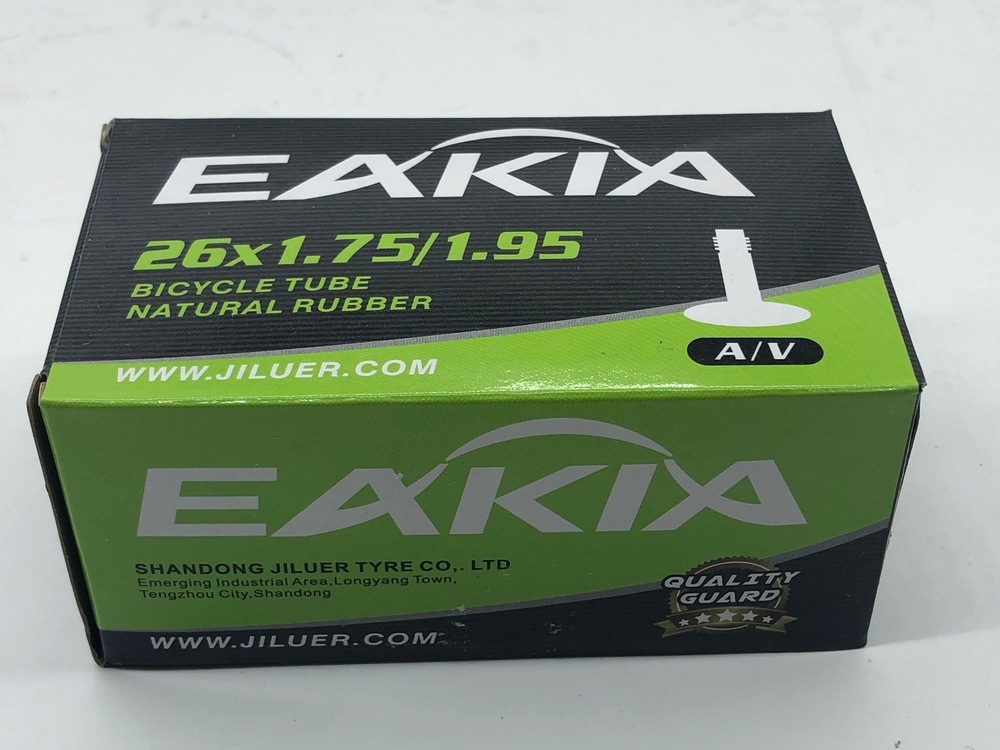 EAKIA
26x1.75/1.95
BICYCLE TUBE
NATURAL RUBBER
A/V
WWW.JILUER.COM
EAKIA
SHANDONG JILUER TYRE CO,. LTD
Emerging Industrial Area,Longyang Town,
Tengzhou City.Shandong
QUALITY
GUARD
WWW.JILUER.COM